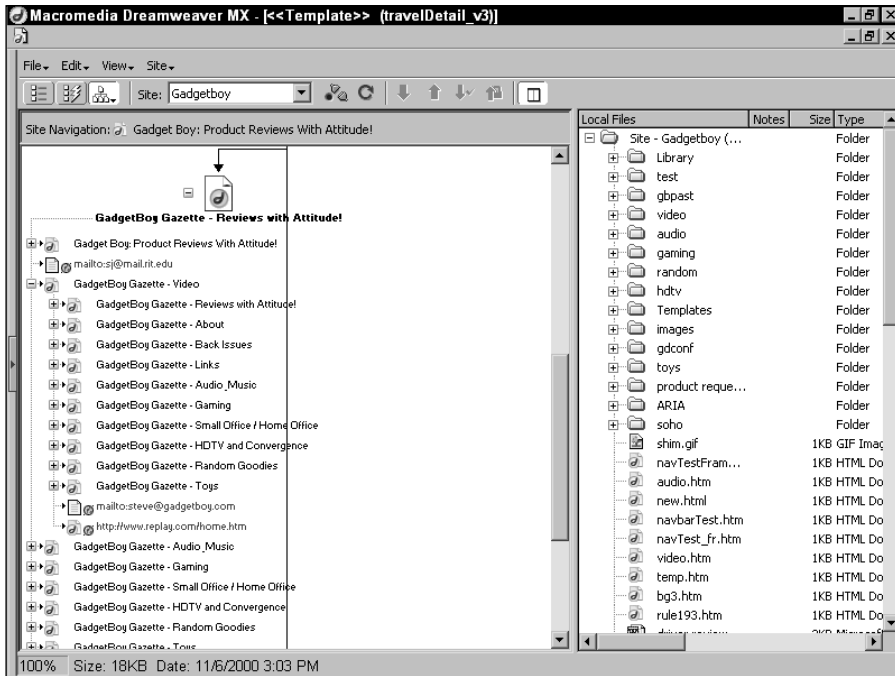 Macromedia Dreamweaver MX - [<<Template>> (travelDetail_v3)]
File Edit View Site
Site: Gadgetboy
Site Navigation: Gadget Boy: Product Reviews With Attitude!
GadgetBoy Gazette - Reviews with Attitude!
Gadget Boy: Product Reviews With Attitude!
mailto:sj@mail.rit.edu
GadgetBoy Gazette - Video
GadgetBoy Gazette - Reviews with Attitude!
GadgetBoy Gazette - About
GadgetBoy Gazette - Back Issues
GadgetBoy Gazette - Links
GadgetBoy Gazette - Audio_Music
GadgetBoy Gazette - Gaming
GadgetBoy Gazette - Small Office / Home Office
GadgetBoy Gazette - HDTV and Convergence
GadgetBoy Gazette - Random Goodies
GadgetBoy Gazette - Toys
mailto:steve@gadgetboy.com
http://www.replay.com/home.htm
GadgetBoy Gazette - Audio_Music
GadgetBoy Gazette - Gaming
GadgetBoy Gazette - Small Office / Home Office
GadgetBoy Gazette - HDTV and Convergence
GadgetBoy Gazette - Random Goodies
GadgetBoy Gazette - Toys
Local Files Notes Size Type
Site - Gadgetboy (... Folder
Library Folder
test Folder
gbpast Folder
video Folder
audio Folder
gaming Folder
random Folder
hdtv Folder
Templates Folder
images Folder
gdconf Folder
toys Folder
product reque... Folder
ARIA Folder
soho Folder
shim.gif 1KB GIF Imag
navTestFram... 1KB HTML Do
audio.htm 1KB HTML Do
new.html 1KB HTML Do
navbarTest.htm 1KB HTML Do
navTest_fr.htm 1KB HTML Do
video.htm 1KB HTML Do
temp.htm 1KB HTML Do
bg3.htm 1KB HTML Do
rule193.htm 1KB HTML Do
100% Size: 18KB Date: 11/6/2000 3:03 PM